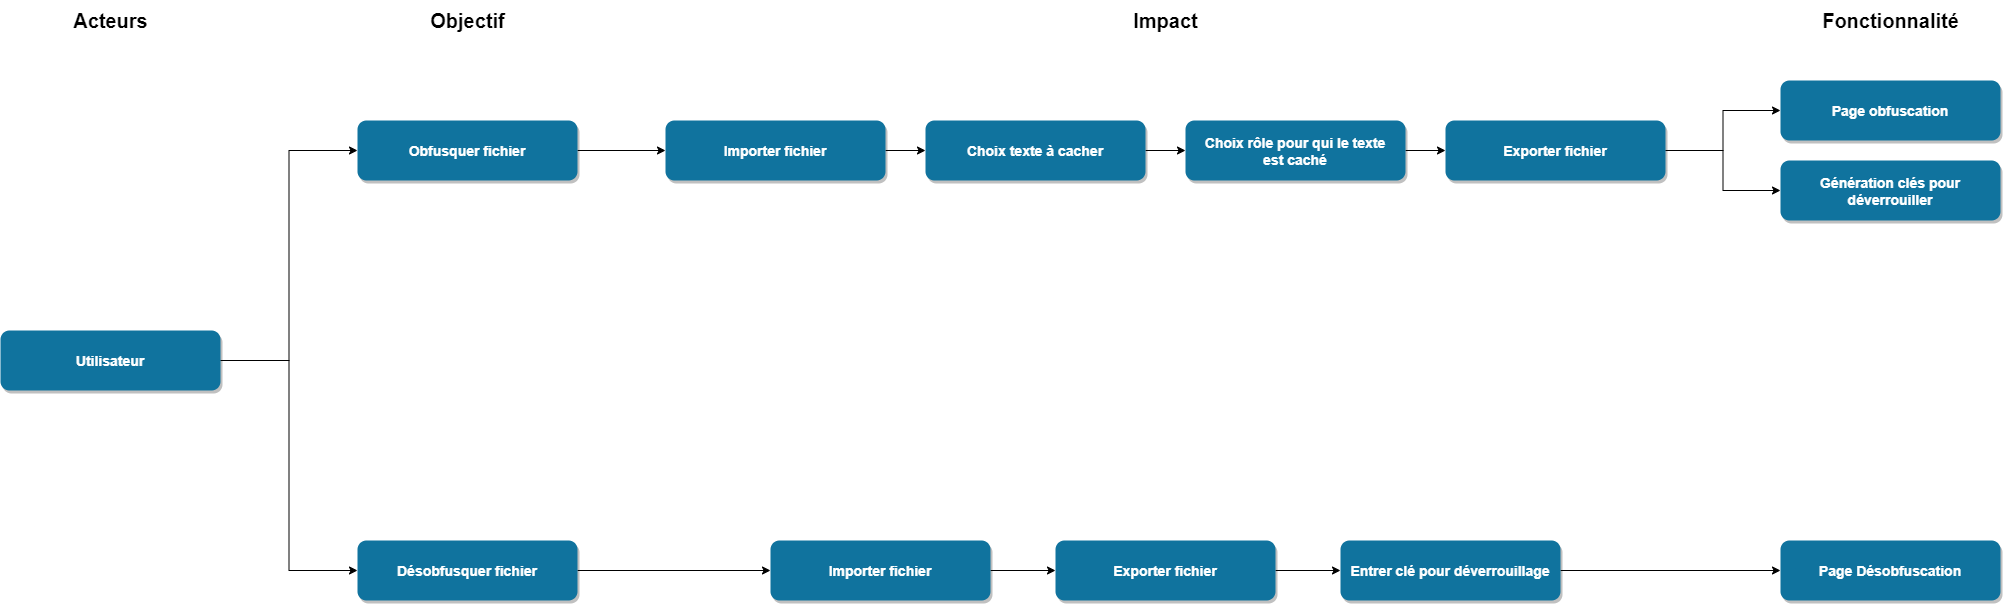 Acteurs
Objectif
Impact
Fonctionnalité
Page obfuscation
Obfusquer fichier
Importer fichier
Choix texte à cacher
Choix rôle pour qui le texte
est caché
Exporter fichier
Génération clés pour
déverrouiller
Utilisateur
Désobfusquer fichier
Importer fichier
Exporter fichier
Entrer clé pour déverrouillage
Page Désobfuscation